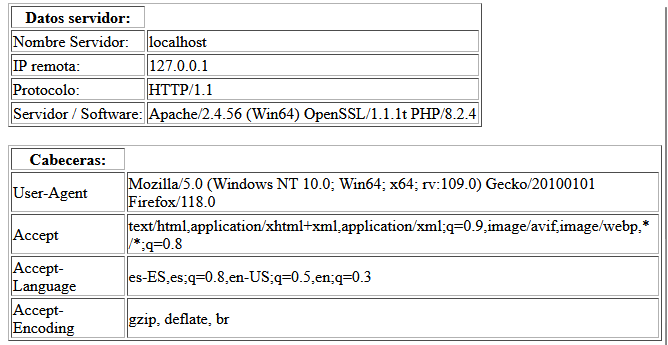 Datos servidor:
Nombre Servidor: localhost
IP remota: 127.0.0.1
Protocolo: HTTP/1.1
Servidor / Software: Apache/2.4.56 (Win64) OpenSSL/1.1.1t PHP/8.2.4
Cabeceras:
User-Agent
Mozilla/5.0 (Windows NT 10.0; Win64; x64; rv:109.0) Gecko/20100101
Firefox/118.0
Accept
text/html,application/xhtml+xml,application/xml;q=0.9,image/avif,image/webp,*
/*;q=0.8
Accept-
Language
es-ES,es;q=0.8,en-US;q=0.5,en;q=0.3
Accept-
Encoding
gzip, deflate, br